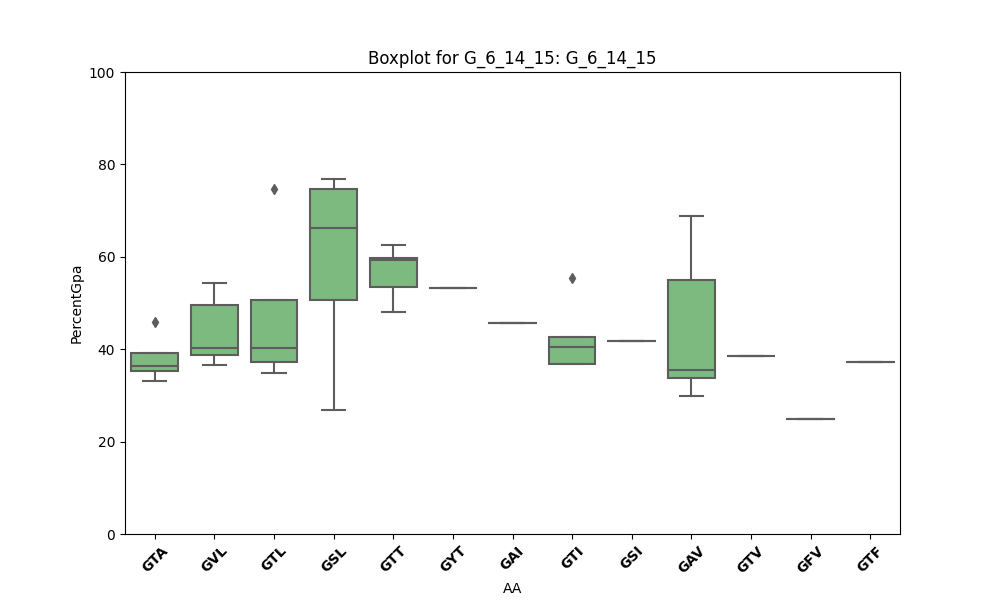 Boxplot for G_6_14_15: G_6_14_15
100
80
60
40
20
0
PercentGpa
GTA GVL GTL GSL GTT GYT GAI GTI GSI GAV GTV GFV GTF
AA